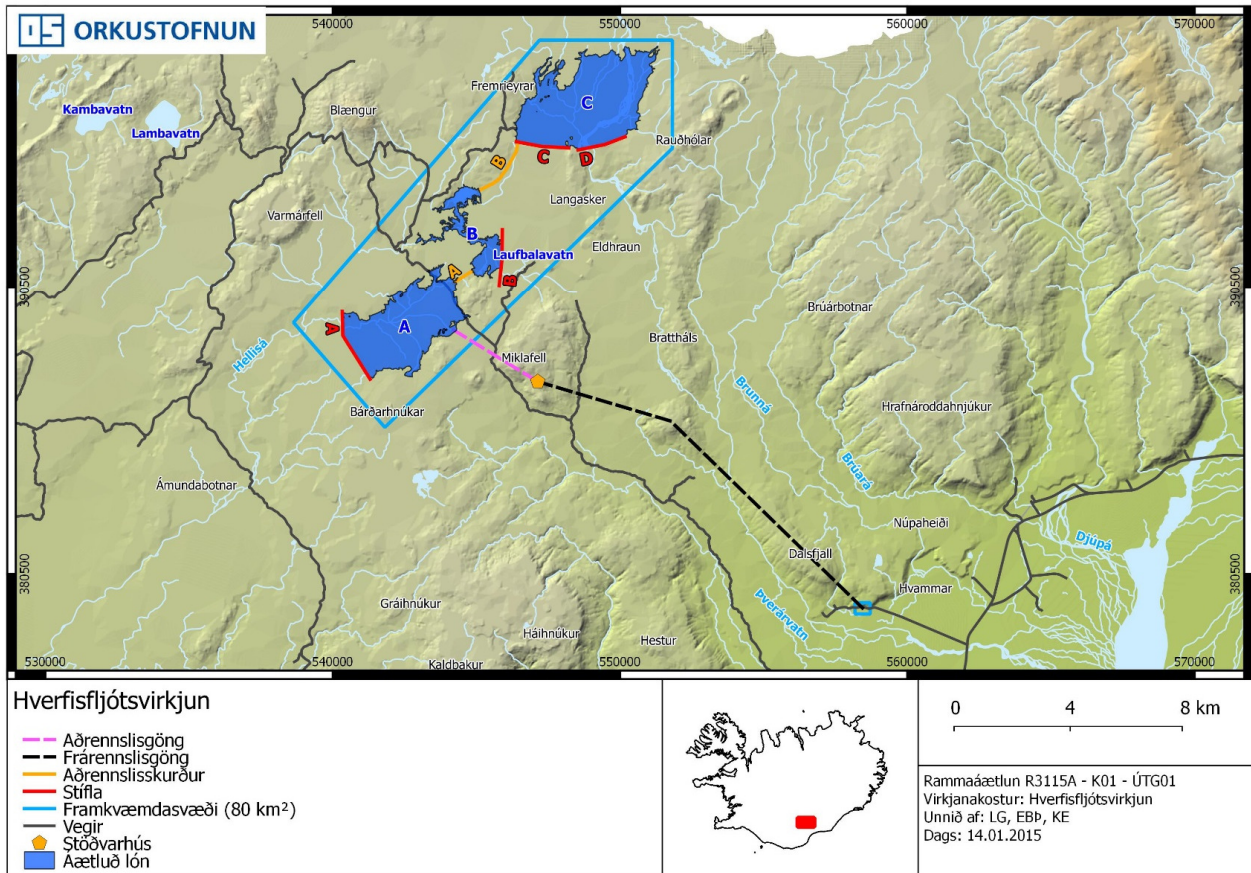 ORKUSTOFNUN
540000
550000
560000
570000
Kambavatn
Lambavatn
Blængur
Fremrieyrar
C
Rauðhólar
B
C
D
Langasker
Varmárfell
B
Eldhraun
Laufbalavatn
A
B
390500
390500
Brúarbotnar
A
A
Hellisá
Miklafell
Brattháls
Brunná
Bárðarhnúkar
Hrafnároddahnjúkur
Brúará
Ámundabotnar
Núpaheiði
Djúpá
Dalsfjall
380500
380500
Hvammar
Þverárvatn
Gráihnúkur
Háihnúkur
Hestur
Kaldbakur
530000
540000
550000
560000
570000
Hverfisfljótsvirkjun
Aðrennslisgöng
Frárennslisgöng
Aðrennslisskurður
Stífla
Framkvæmdasvæði (80 km²)
Vegir
Stöðvarhús
Áætluð lón
0 4 8 km
Rammaáætlun R3115A - K01 - ÚTG01
Virkjanakostur: Hverfisfljótsvirkjun
Unnið af: LG, EBÞ, KE
Dags: 14.01.2015